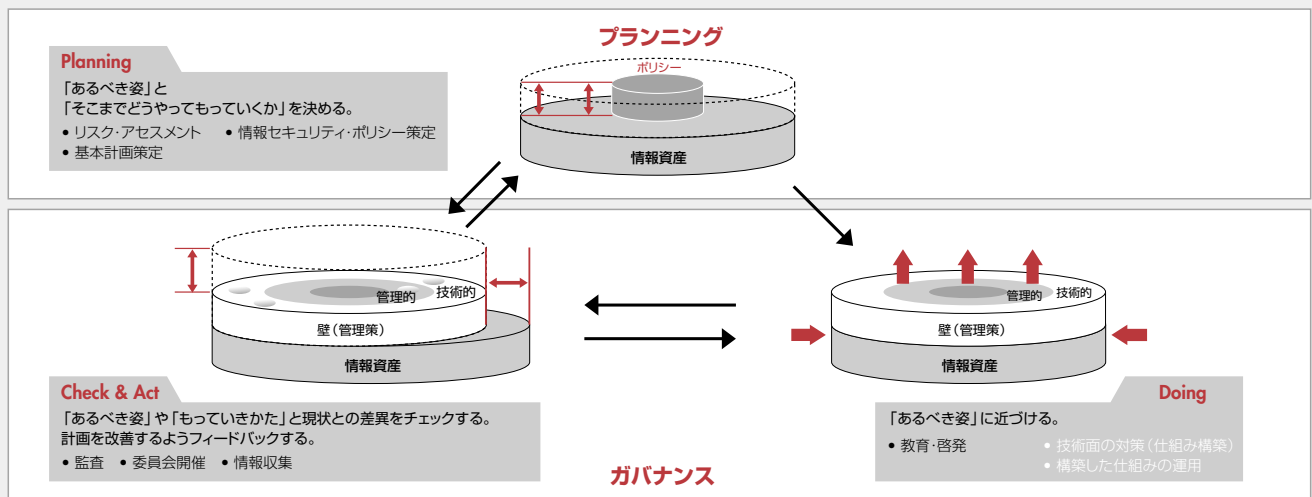 プランニング
Planning
「あるべき姿」と
「そこまでどうやってもっていくか」を決める。
• リスク・アセスメント • 情報セキュリティ・ポリシー策定
• 基本計画策定
ポリシー
情報資産
管理的 技術的
壁（管理策）
情報資産
管理的 技術的
壁（管理策）
情報資産
Check & Act
「あるべき姿」や「もっていきかた」と現状との差異をチェックする。
計画を改善するようフィードバックする。
• 監査 • 委員会開催 • 情報収集
Doing
「あるべき姿」に近づける。
• 教育・啓発 • 技術面の対策（仕組み構築）
• 構築した仕組みの運用
ガバナンス